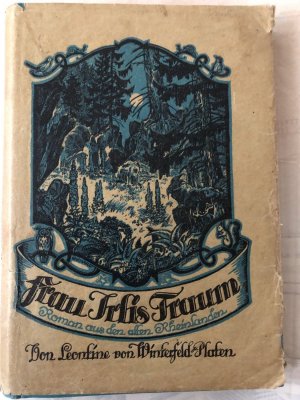 Frau Irlis Traum
Roman aus den alten Rheinlanden
Von Leontine von Winterfeld-Platen